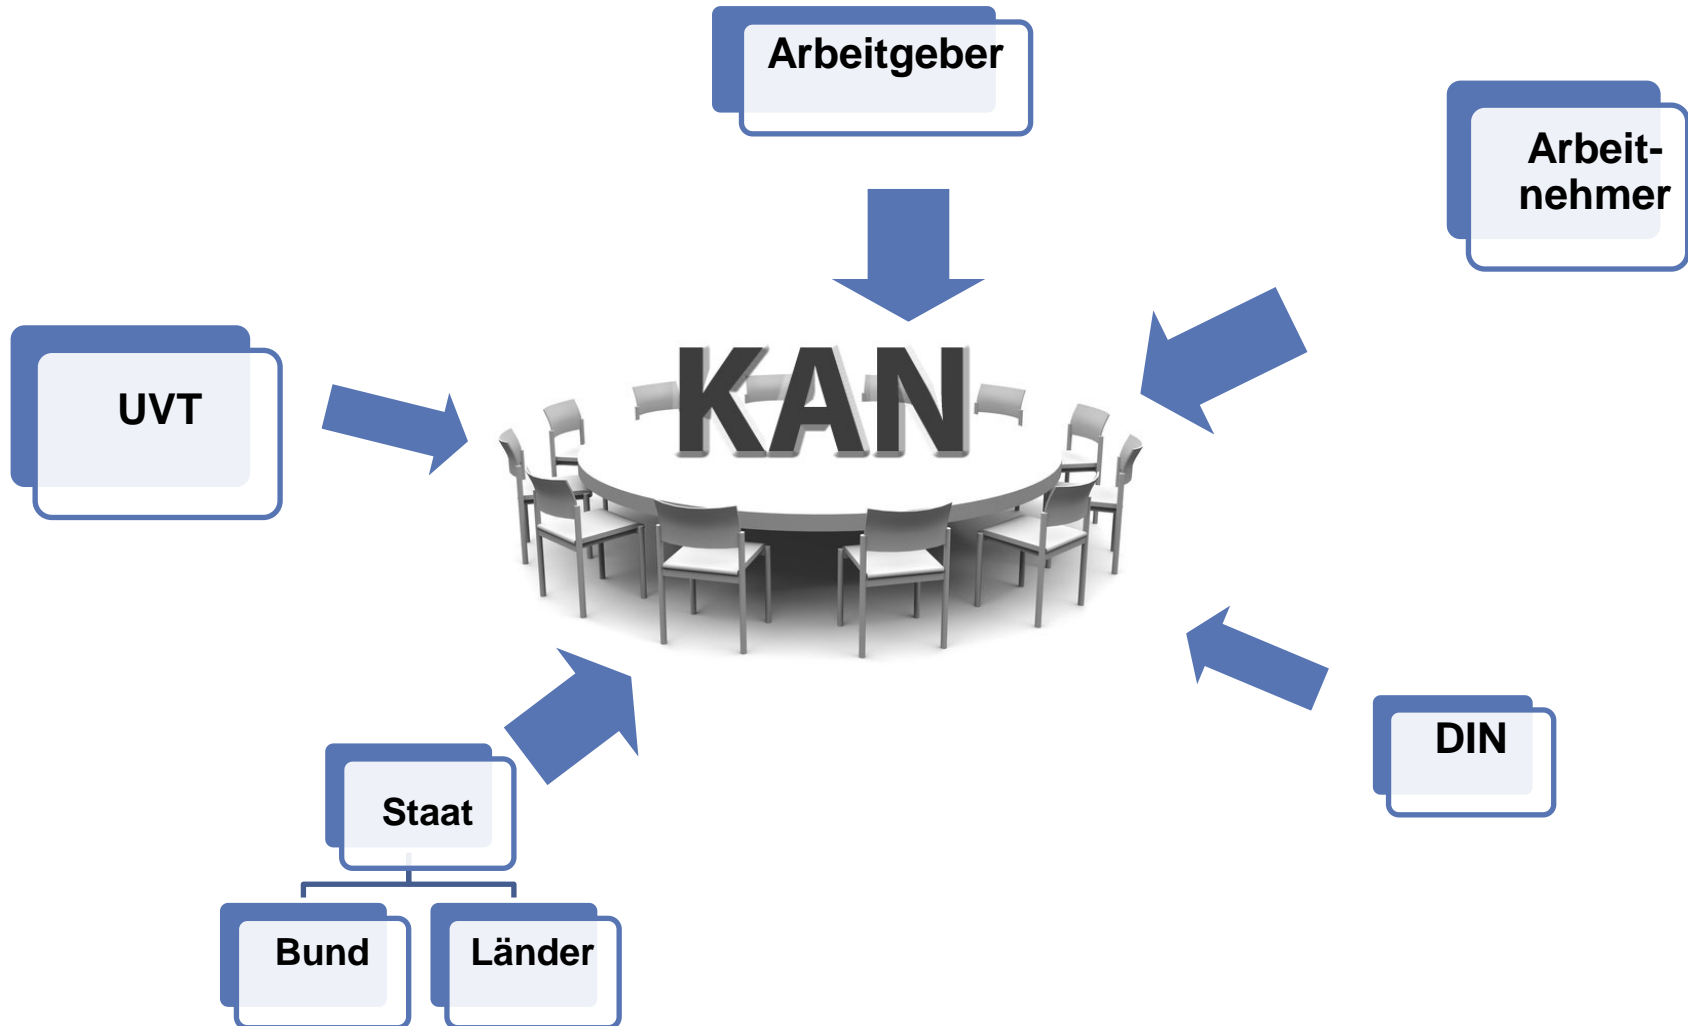 Arbeitgeber
Arbeit-
nehmer
KAN
UVT
DIN
Staat
Bund
Länder